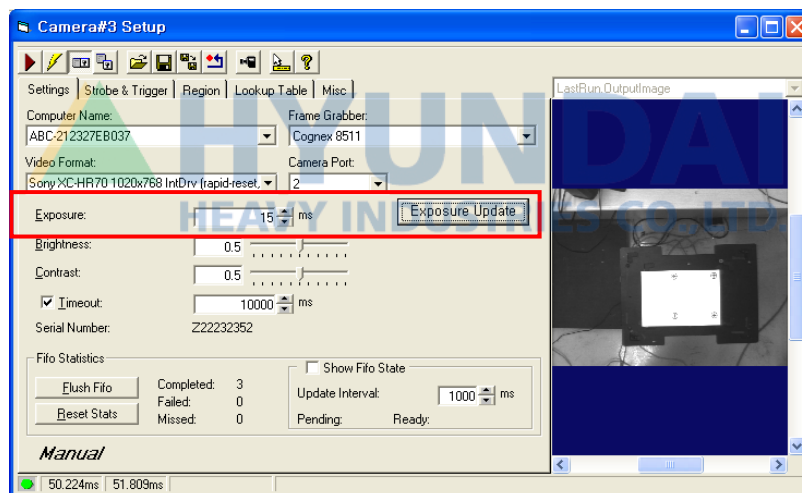 Camera#3 Setup
Settings Strobe & Trigger Region Lookup Table Misc
LastRun.OutputImage
Computer Name: Frame Grabber:
ABC-212327EB037 Cognex 8511
Video Format: Camera Port:
Sony XC-HR70 1020x768 IntDrv (rapid-reset, 2
Exposure: 15 ms Exposure Update
Brightness: 0.5
Contrast: 0.5
Timeout: 10000 ms
Serial Number: Z22232352
Fifo Statistics
Flush Fifo Completed: 3
Failed: 0
Reset Stats Missed: 0
Show Fifo State
Update Interval: 1000 ms
Pending: Ready:
Manual
50.224ms 51.809ms
HYUNDAI
HEAVY INDUSTRIES CO.,LTD.